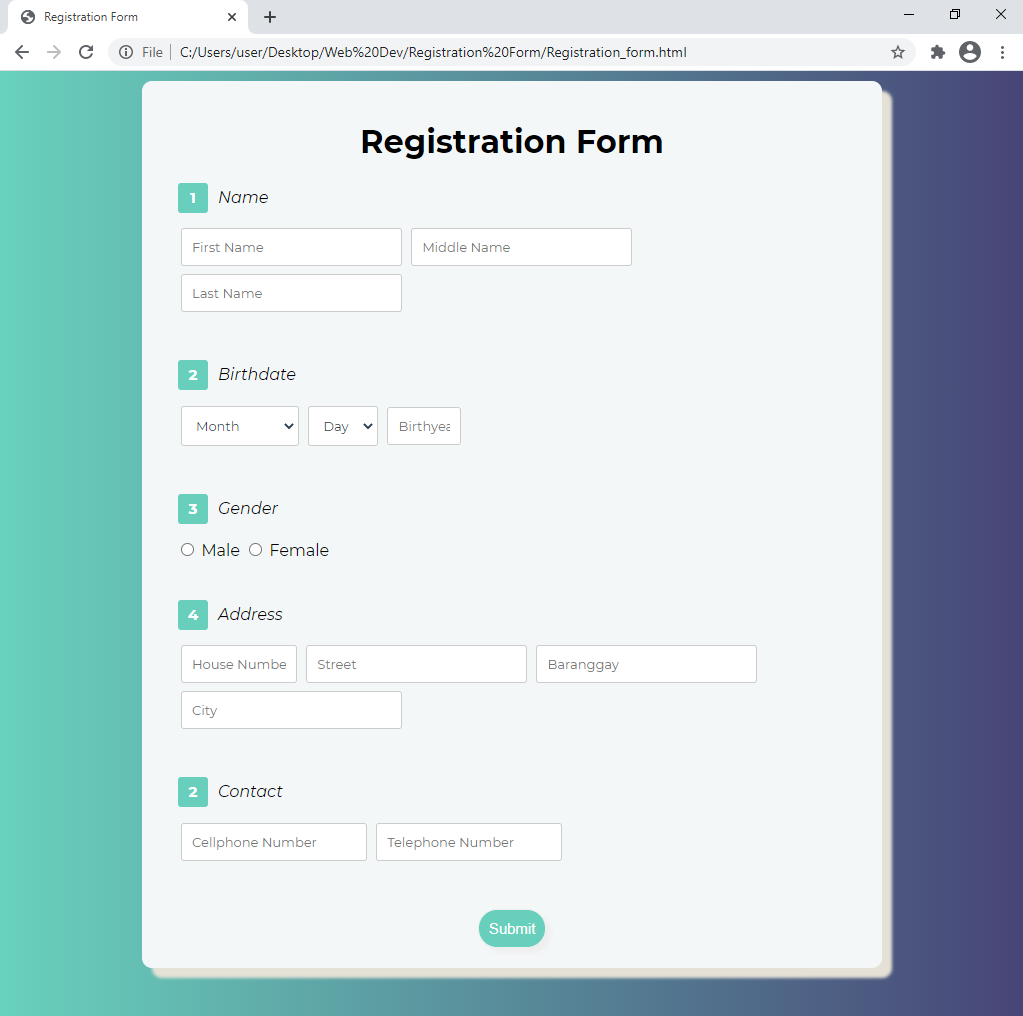 Registration Form
File C:/Users/user/Desktop/Web%20Dev/Registration%20Form/Registration_form.html
Registration Form
1 Name
First Name Middle Name
Last Name
2 Birthdate
Month Day Birthyea
3 Gender
Male Female
4 Address
House Numbe Street Baranggay
City
2 Contact
Cellphone Number Telephone Number
Submit